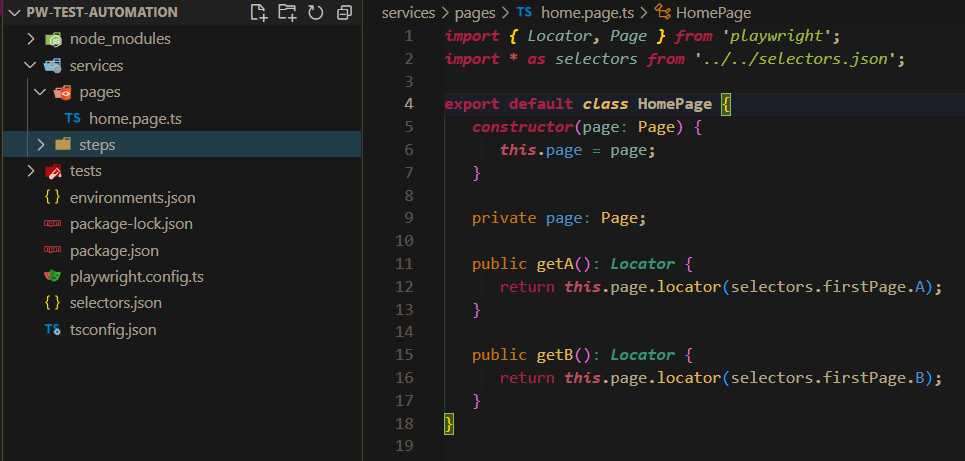 PW-TEST-AUTOMATION
node_modules
services
pages
TS home.page.ts
steps
tests
{ } environments.json
package-lock.json
package.json
playwright.config.ts
{ } selectors.json
TS tsconfig.json
services > pages > TS home.page.ts > HomePage
1 import { Locator, Page } from 'playwright';
2 import * as selectors from '../../selectors.json';
3
4 export default class HomePage {
5 constructor(page: Page) {
6 this.page = page;
7 }
8
9 private page: Page;
10
11 public getA(): Locator {
12 return this.page.locator(selectors.firstPage.A);
13 }
14
15 public getB(): Locator {
16 return this.page.locator(selectors.firstPage.B);
17 }
18 }
19